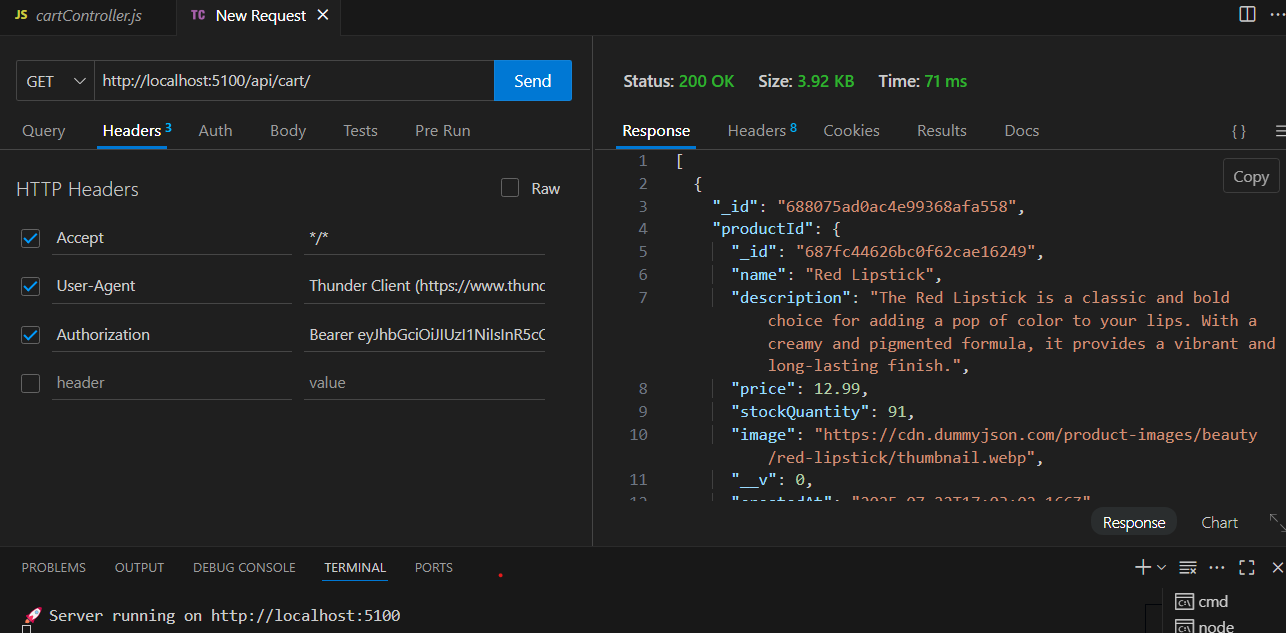 JS cartController.js
TC New Request ×
GET http://localhost:5100/api/cart/ Send
Query Headers 3 Auth Body Tests Pre Run
HTTP Headers Raw
Accept */*
User-Agent Thunder Client (https://www.thunc
Authorization
header value
Status: 200 OK Size: 3.92 KB Time: 71 ms
Response Headers 8 Cookies Results Docs { }
Copy
1 [
2 {
3 "_id": "688075ad0ac4e99368afa558",
4 "productId": {
5 "_id": "687fc44626bc0f62cae16249",
6 "name": "Red Lipstick",
7 "description": "The Red Lipstick is a classic and bold
choice for adding a pop of color to your lips. With a
creamy and pigmented formula, it provides a vibrant and
long-lasting finish.",
8 "price": 12.99,
9 "stockQuantity": 91,
10 "image": "https://cdn.dummyjson.com/product-images/beauty
/red-lipstick/thumbnail.webp",
11 "__v": 0,
Response Chart
PROBLEMS OUTPUT DEBUG CONSOLE TERMINAL PORTS
🚀 Server running on http://localhost:5100
cmd
node